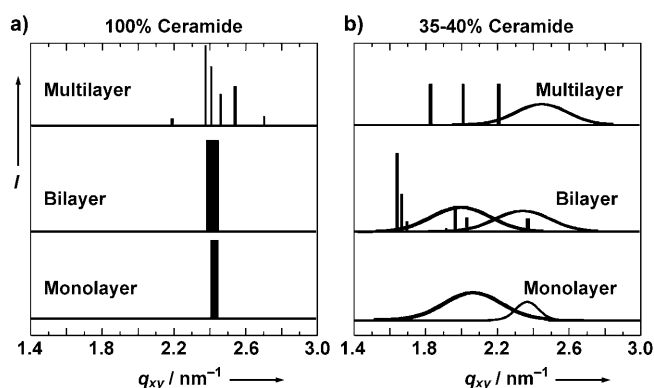 a) 100% Ceramide
Multilayer
Bilayer
Monolayer
I
1.4 1.8 2.2 2.6 3.0
qxy / nm–1
b) 35-40% Ceramide
Multilayer
Bilayer
Monolayer
1.4 1.8 2.2 2.6 3.0
qxy / nm–1